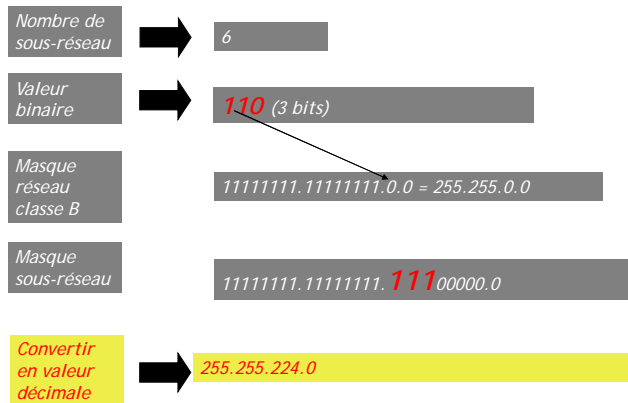 Nombre de
sous-réseau
6
Valeur
binaire
110 (3 bits)
Masque
réseau
classe B
11111111.11111111.0.0 = 255.255.0.0
Masque
sous-réseau
11111111.11111111.11100000.0
Convertir
en valeur
décimale
255.255.224.0